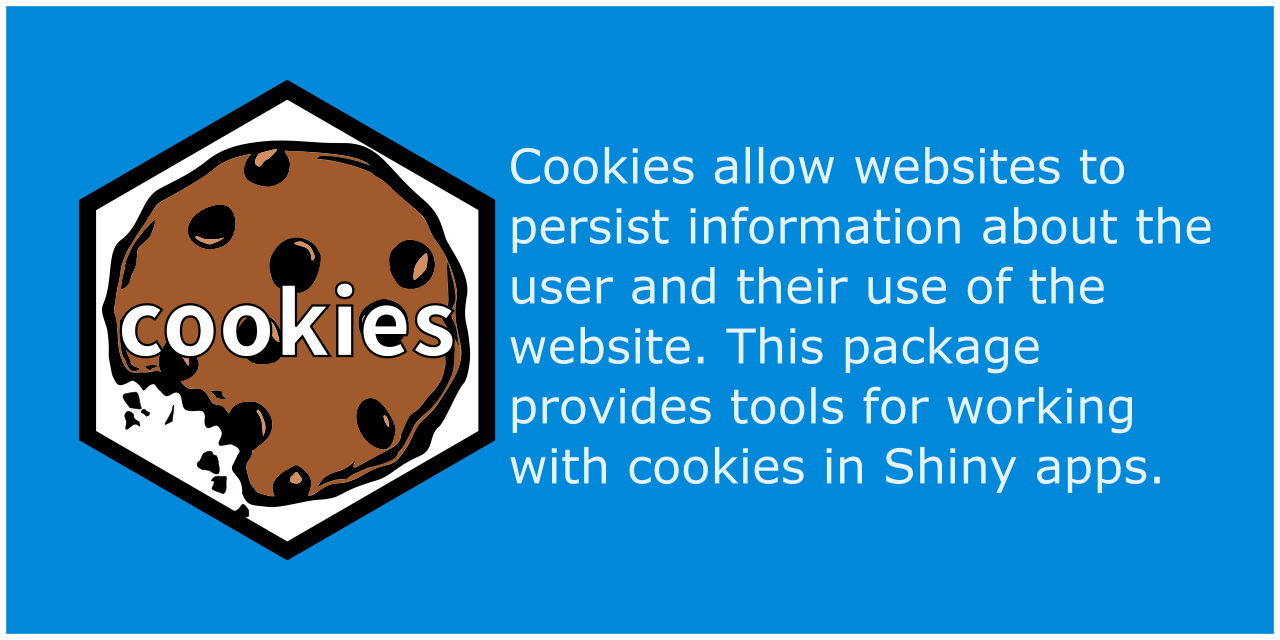 cookies
Cookies allow websites to
persist information about the
user and their use of the
website. This package
provides tools for working
with cookies in Shiny apps.